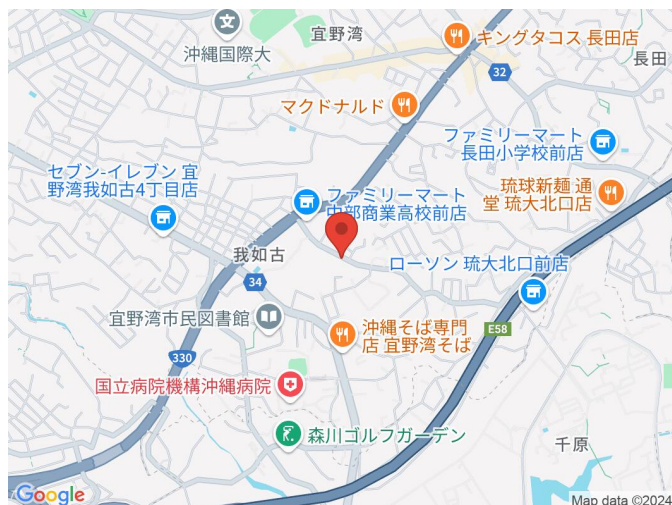 宜野湾
沖縄国際大
キングタコス 長田店
長田
32
マクドナルド
ファミリーマート
長田小学校前店
セブン-イレブン 宜
野湾我如古4丁目店
琉球新麺 通
堂 琉大北口店
ファミリーマート
中部商業高校前店
我如古
ローソン 琉大北口前店
34
宜野湾市民図書館
沖縄そば専門
店 宜野湾そば
E58
330
国立病院機構沖縄病院
森川ゴルフガーデン
千原
Google
Map data ©2024